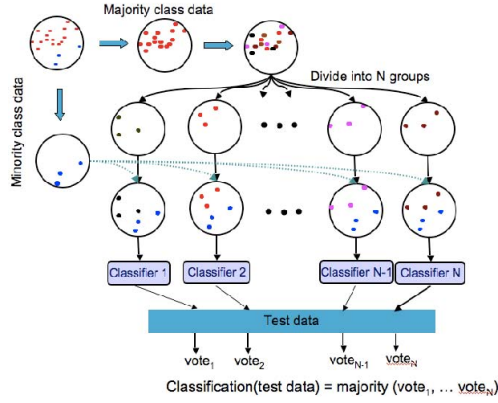 Majority class data
Minority class data
Divide into N groups
Classifier 1
Classifier 2
Classifier N-1
Classifier N
Test data
vote1
vote2
voteN-1
voteN
Classification(test data) = majority (vote1, ... voteN)